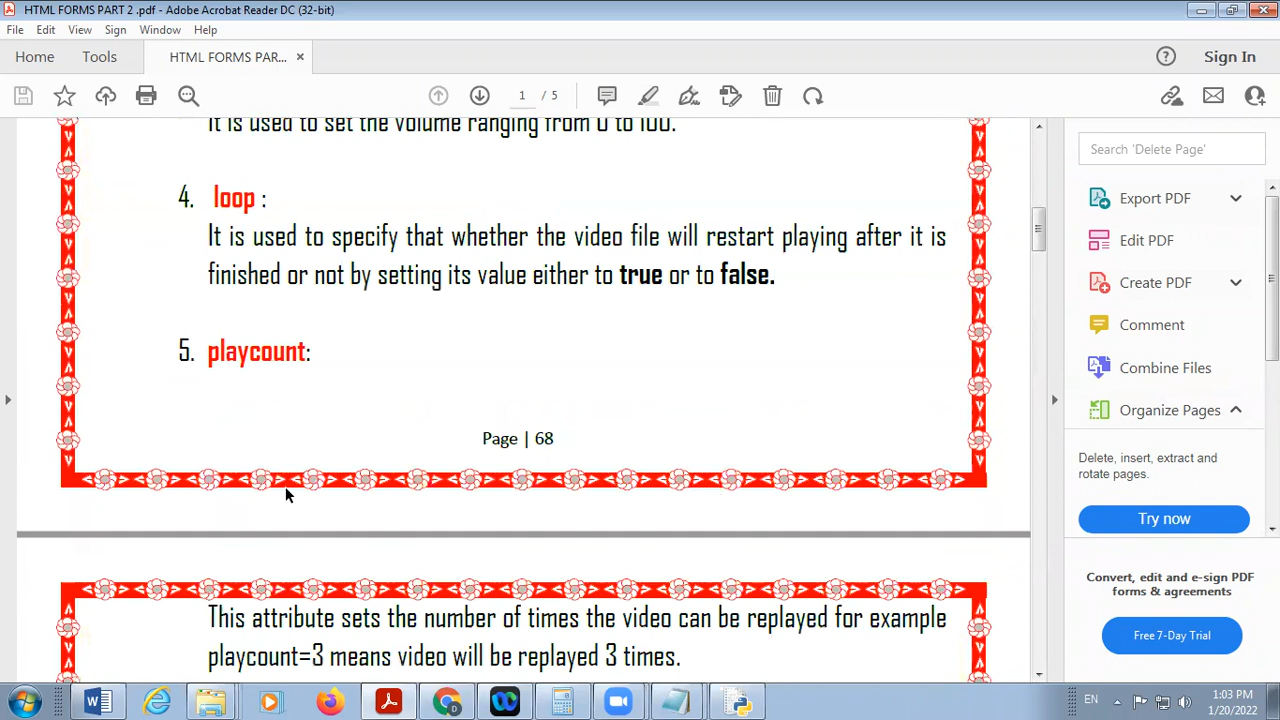 HTML FORMS PART 2 .pdf - Adobe Acrobat Reader DC (32-bit)
File Edit View Sign Window Help
Home Tools HTML FORMS PAR... × Sign In
1 / 5
It is used to set the volume ranging from 0 to 100.
4. loop :
It is used to specify that whether the video file will restart playing after it is
finished or not by setting its value either to true or to false.
5. playcount:
Page | 68
This attribute sets the number of times the video can be replayed for example
playcount=3 means video will be replayed 3 times.
Search 'Delete Page'
Export PDF
Edit PDF
Create PDF
Comment
Combine Files
Organize Pages
Delete, insert, extract and
rotate pages.
Try now
Convert, edit and e-sign PDF
forms & agreements
Free 7-Day Trial
EN
1:03 PM
1/20/2022